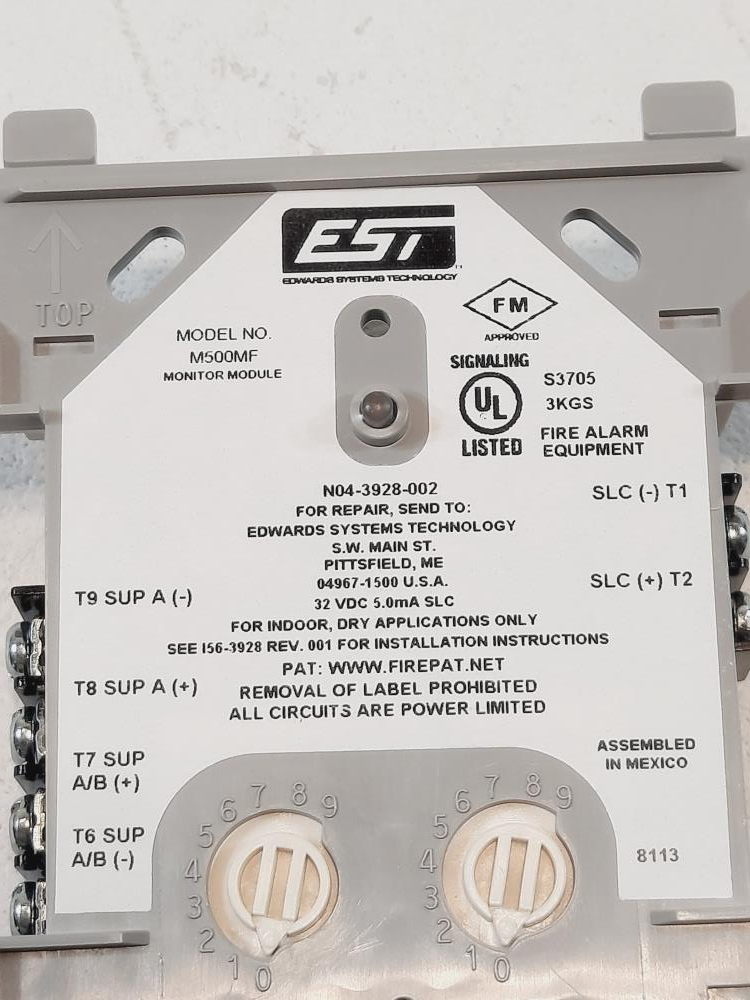 TOP
EST
EDWARDS SYSTEMS TECHNOLOGY
MODEL NO.
M500MF
MONITOR MODULE
FM
APPROVED
SIGNALING
UL
LISTED
S3705
3KGS
FIRE ALARM
EQUIPMENT
N04-3928-002
FOR REPAIR, SEND TO:
EDWARDS SYSTEMS TECHNOLOGY
S.W. MAIN ST.
PITTSFIELD, ME
04967-1500 U.S.A.
32 VDC 5.0mA SLC
FOR INDOOR, DRY APPLICATIONS ONLY
SEE I56-3928 REV. 001 FOR INSTALLATION INSTRUCTIONS
PAT: WWW.FIREPAT.NET
REMOVAL OF LABEL PROHIBITED
ALL CIRCUITS ARE POWER LIMITED
SLC (-) T1
SLC (+) T2
T9 SUP A (-)
T8 SUP A (+)
T7 SUP
A/B (+)
T6 SUP
A/B (-)
ASSEMBLED
IN MEXICO
8113
0 1 2 3 4 5 6 7 8 9
0 1 2 3 4 5 6 7 8 9